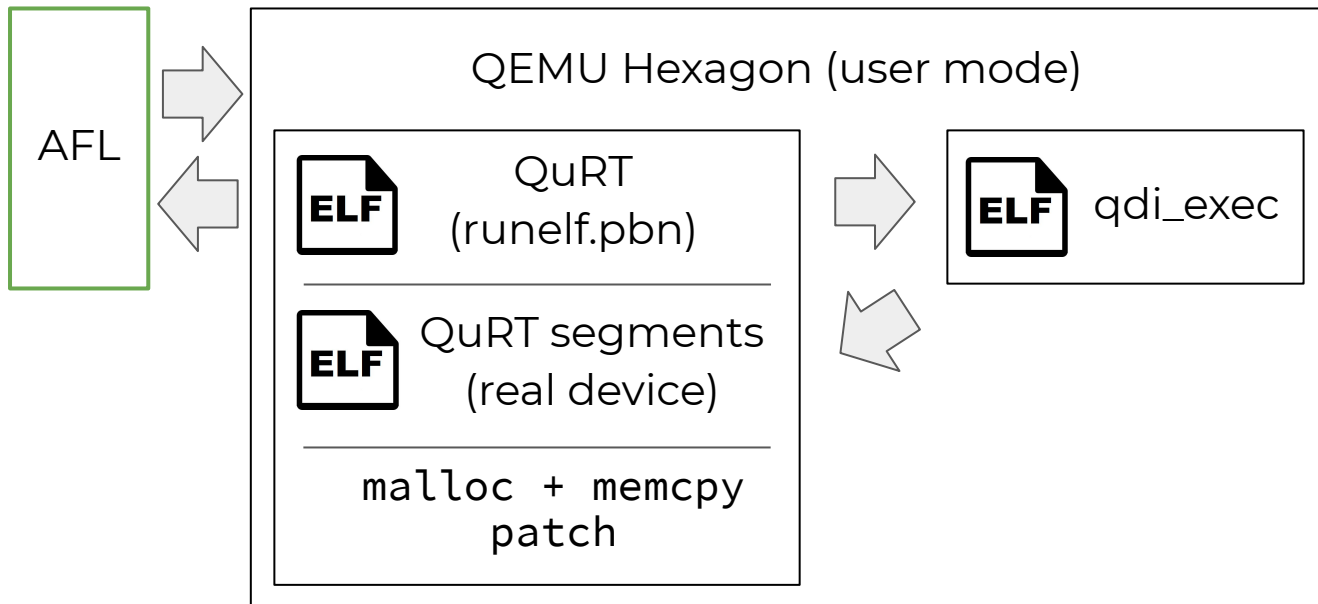 QEMU Hexagon (user mode)
AFL
ELF
QuRT
(runelf.pbn)
ELF
qdi_exec
ELF
QuRT segments
(real device)
malloc + memcpy
patch